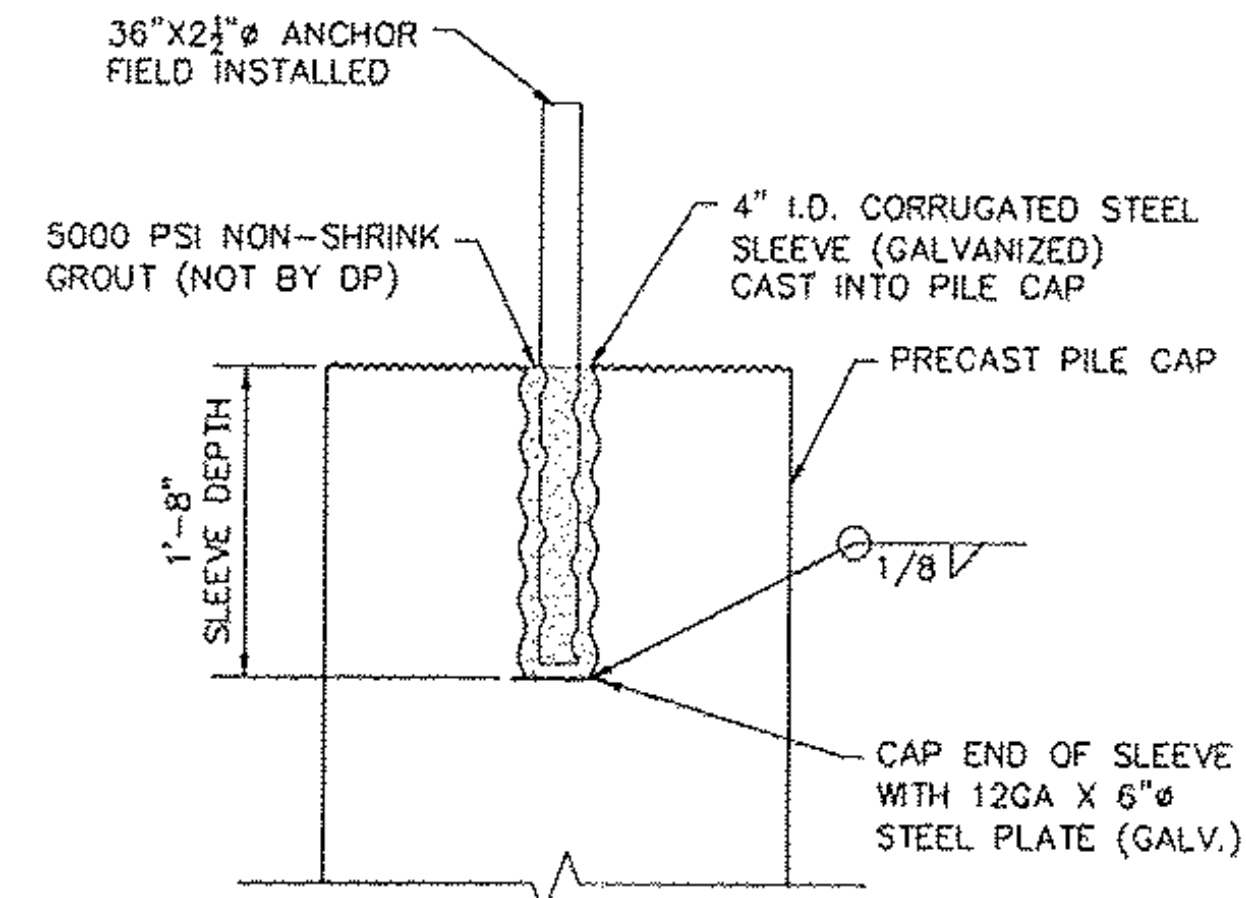 36"X2½"ø ANCHOR
FIELD INSTALLED
5000 PSI NON-SHRINK
GROUT (NOT BY DP)
4" I.D. CORRUGATED STEEL
SLEEVE (GALVANIZED)
CAST INTO PILE CAP
PRECAST PILE CAP
1'-8"
SLEEVE DEPTH
1/8
CAP END OF SLEEVE
WITH 12GA X 6"ø
STEEL PLATE (GALV.)